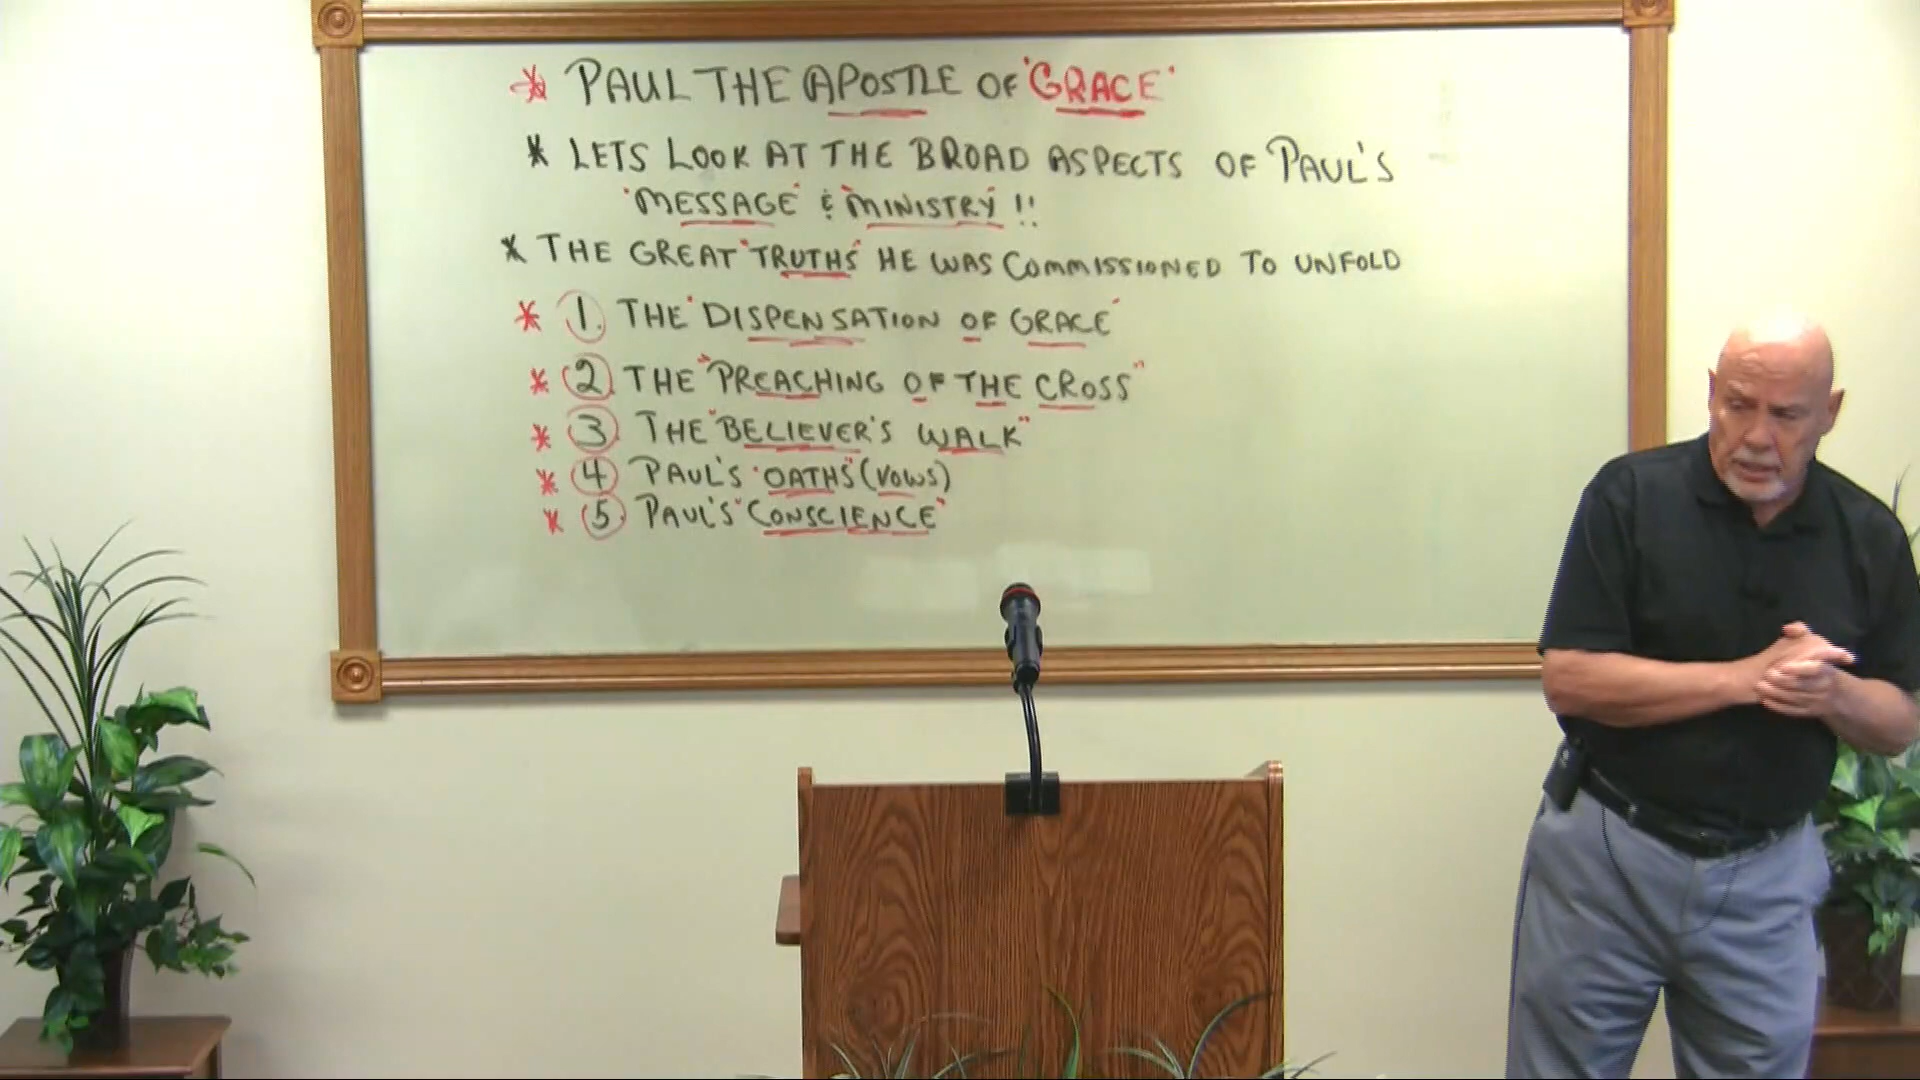 * PAUL THE APOSTLE OF "GRACE"
* LETS LOOK AT THE BROAD ASPECTS OF PAUL'S
"MESSAGE" & "MINISTRY" !!
* THE GREAT "TRUTHS" HE WAS COMMISSIONED TO UNFOLD
* 1. THE "DISPENSATION OF GRACE"
* 2. THE "PREACHING OF THE CROSS"
* 3. THE "BELIEVER'S WALK"
* 4 PAUL'S "OATHS" (VOWS)
* 5. PAUL'S "CONSCIENCE"